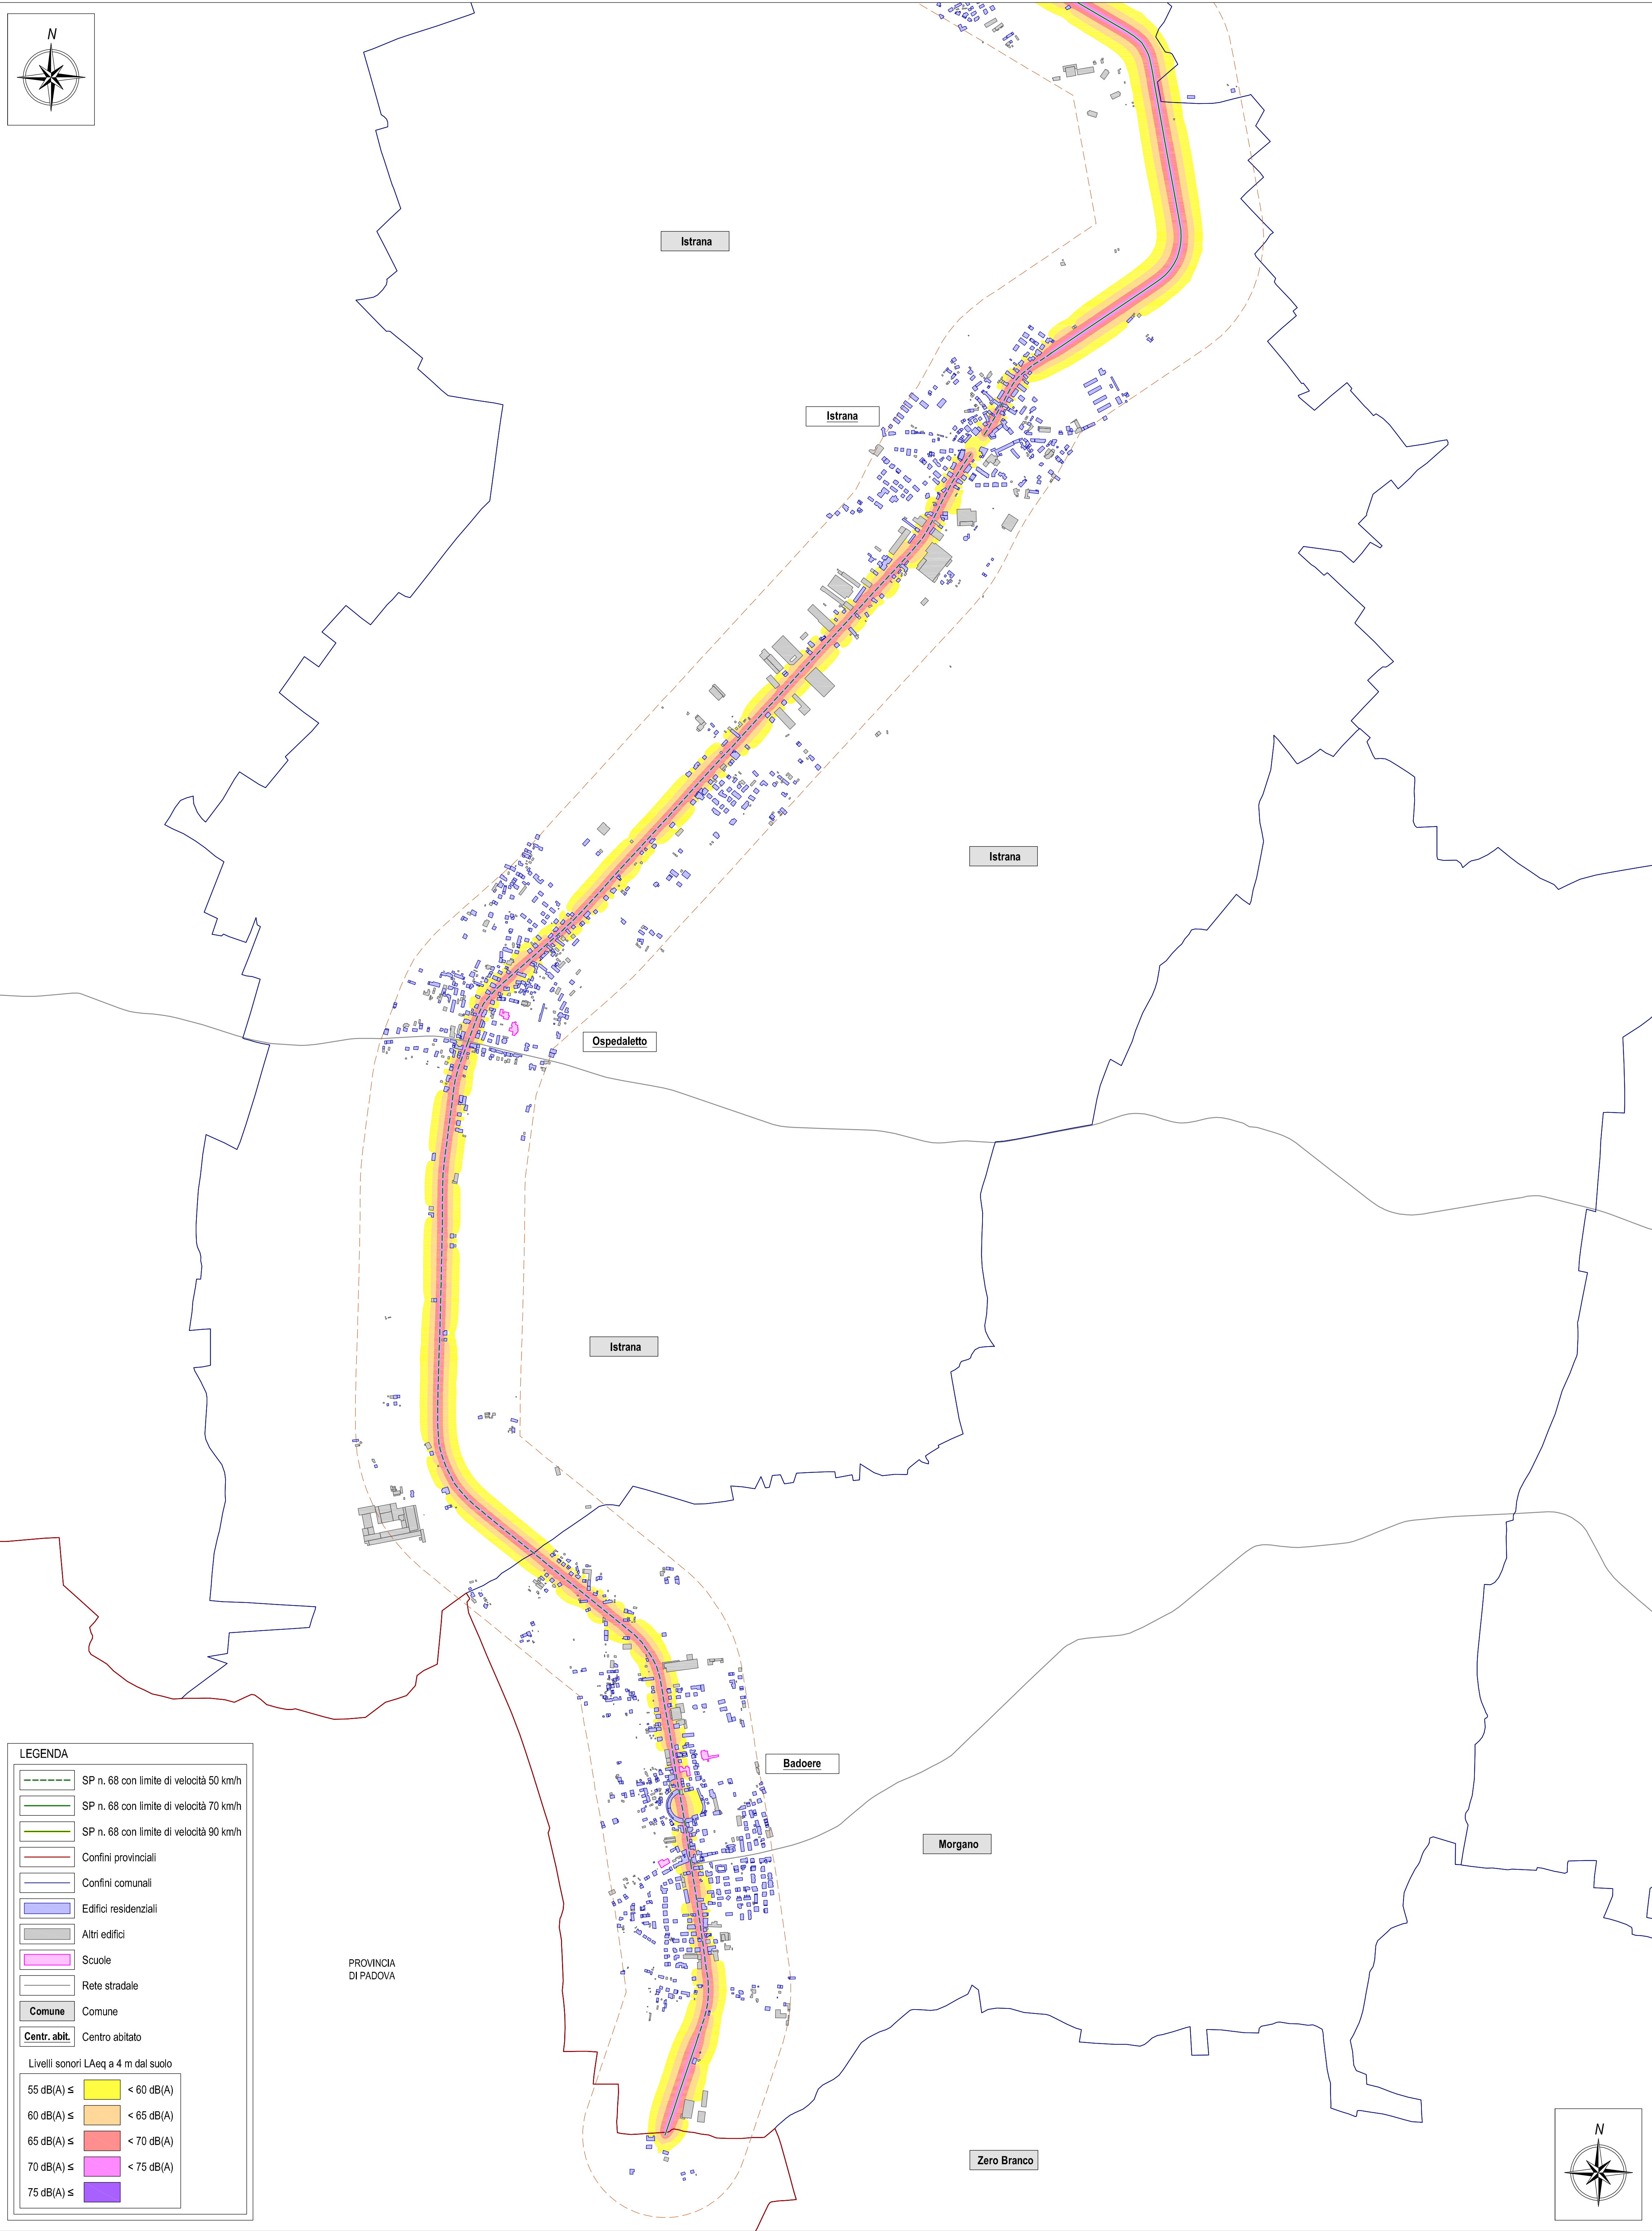 N
Istrana
Istrana
Istrana
Ospedaletto
Istrana
Badoere
Morgano
PROVINCIA
DI PADOVA
Zero Branco
N
LEGENDA
SP n. 68 con limite di velocità 50 km/h
SP n. 68 con limite di velocità 70 km/h
SP n. 68 con limite di velocità 90 km/h
Confini provinciali
Confini comunali
Edifici residenziali
Altri edifici
Scuole
Rete stradale
Comune Comune
Centr. abit. Centro abitato
Livelli sonori LAeq a 4 m dal suolo
55 dB(A) ≤ < 60 dB(A)
60 dB(A) ≤ < 65 dB(A)
65 dB(A) ≤ < 70 dB(A)
70 dB(A) ≤ < 75 dB(A)
75 dB(A) ≤